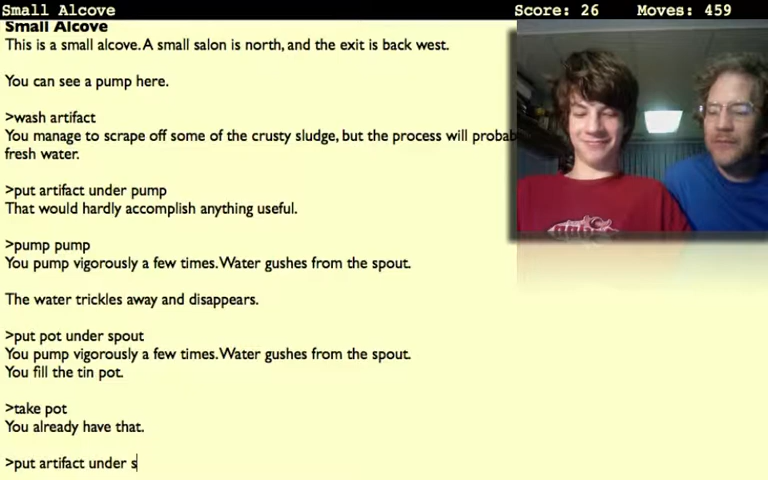 Small Alcove Score: 26 Moves: 459
Small Alcove
This is a small alcove. A small salon is north, and the exit is back west.
You can see a pump here.
>wash artifact
You manage to scrape off some of the crusty sludge, but the process will probab
fresh water.
>put artifact under pump
That would hardly accomplish anything useful.
>pump pump
You pump vigorously a few times. Water gushes from the spout.
The water trickles away and disappears.
>put pot under spout
You pump vigorously a few times. Water gushes from the spout.
You fill the tin pot.
>take pot
You already have that.
>put artifact under s